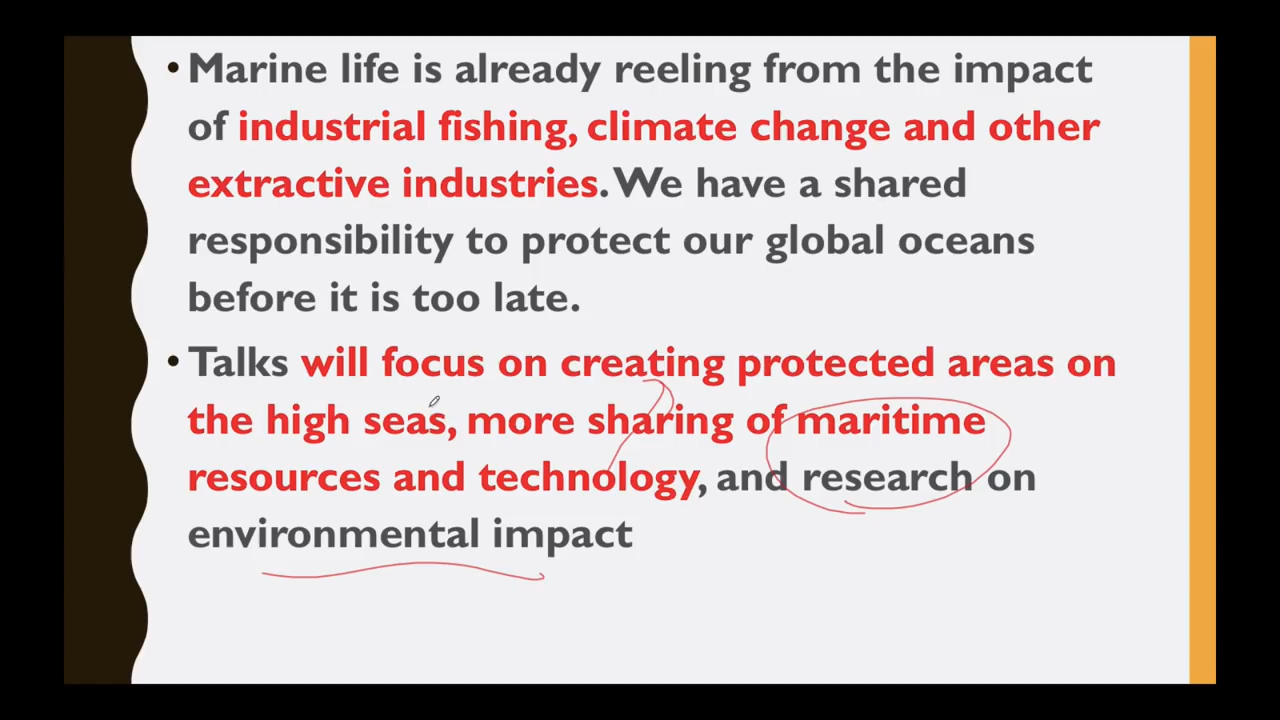 • Marine life is already reeling from the impact
of industrial fishing, climate change and other
extractive industries. We have a shared
responsibility to protect our global oceans
before it is too late.
• Talks will focus on creating protected areas on
the high seas, more sharing of maritime
resources and technology, and research on
environmental impact